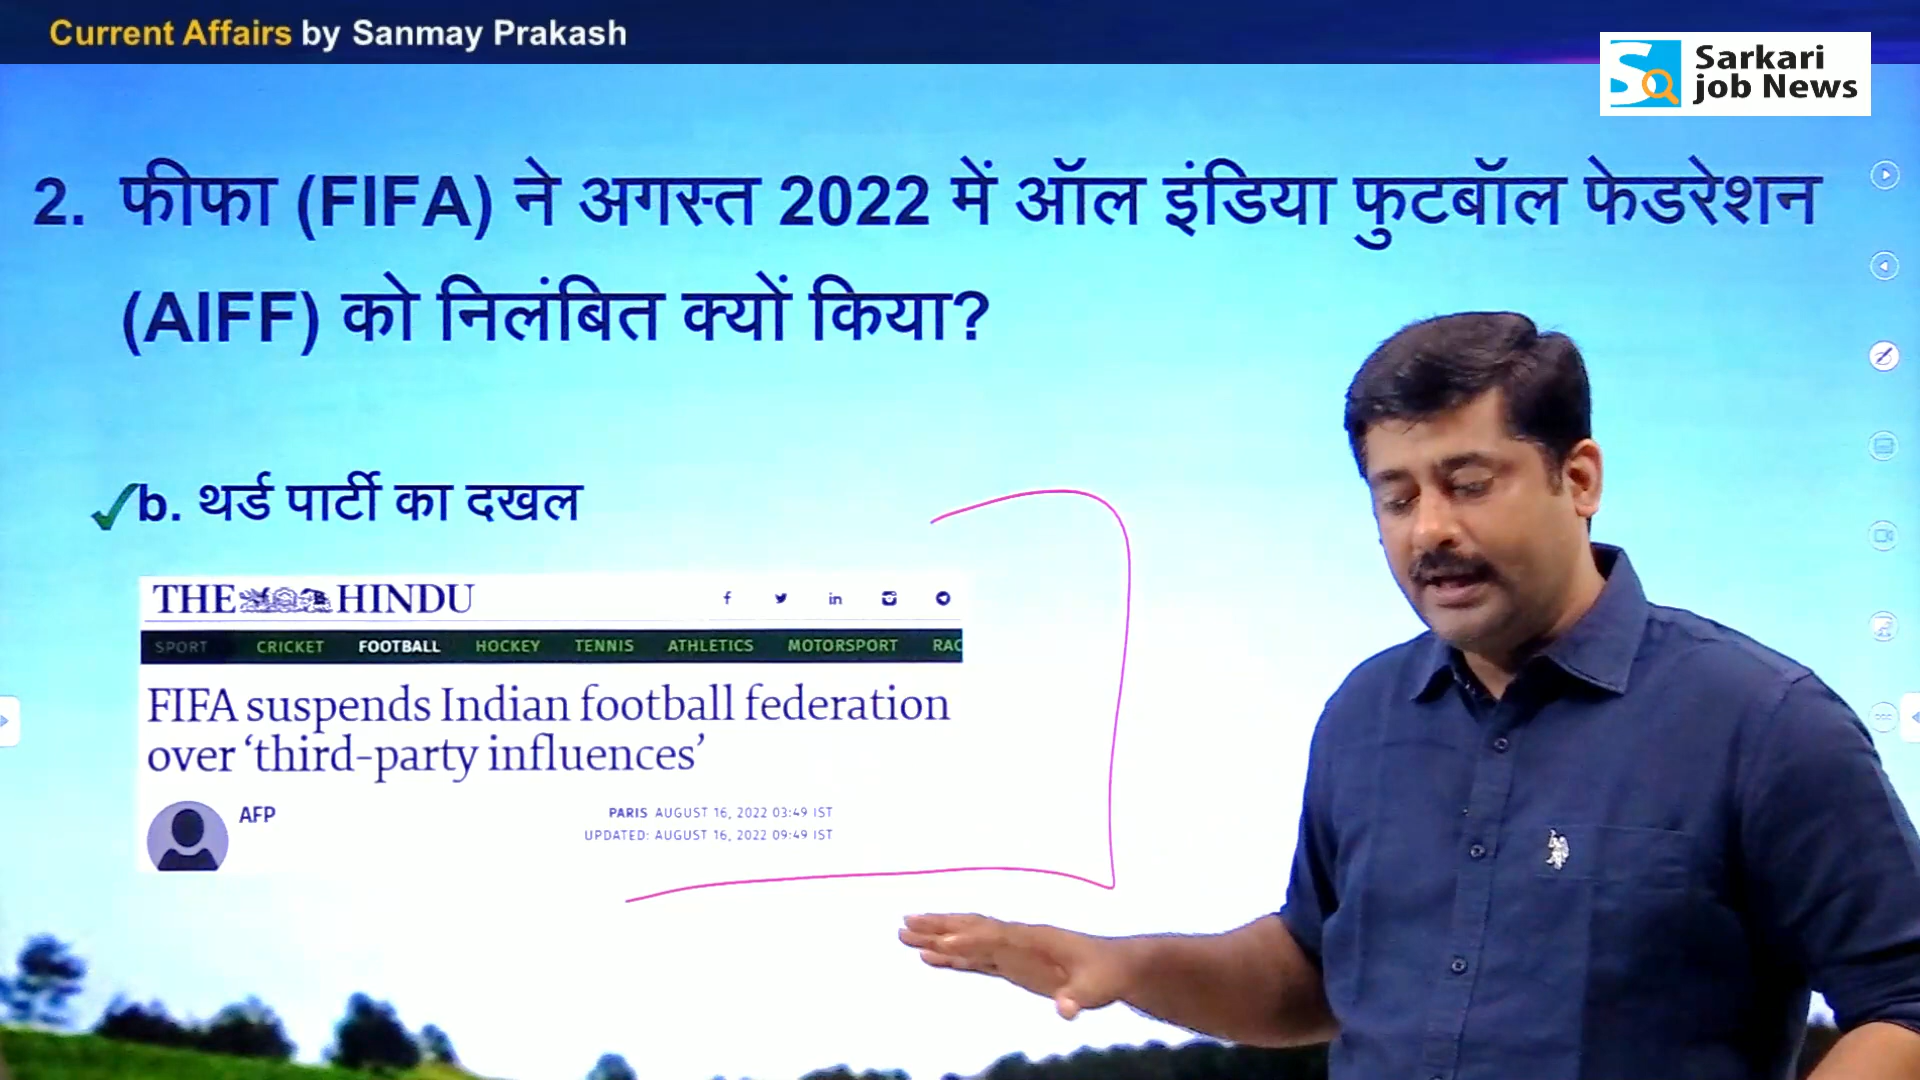 Current Affairs by Sanmay Prakash
Sarkari
job News
2. फीफा (FIFA) ने अगस्त 2022 में ऑल इंडिया फुटबॉल फेडरेशन
(AIFF) को निलंबित क्यों किया?
b. थर्ड पार्टी का दखल
THE HINDU
SPORT CRICKET FOOTBALL HOCKEY TENNIS ATHLETICS MOTORSPORT RAC
FIFA suspends Indian football federation
over ‘third-party influences’
AFP
PARIS AUGUST 16, 2022 03:49 IST
UPDATED: AUGUST 16, 2022 09:49 IST